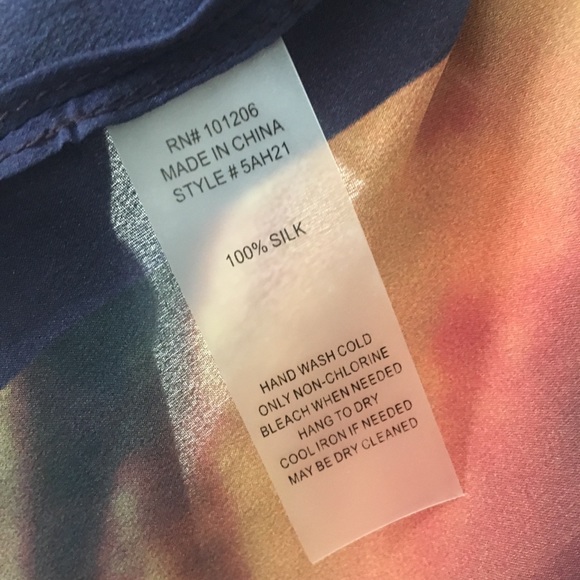 RN# 101206
MADE IN CHINA
STYLE # 5AH21
100% SILK
HAND WASH COLD
ONLY NON-CHLORINE
BLEACH WHEN NEEDED
HANG TO DRY
COOL IRON IF NEEDED
MAY BE DRY CLEANED